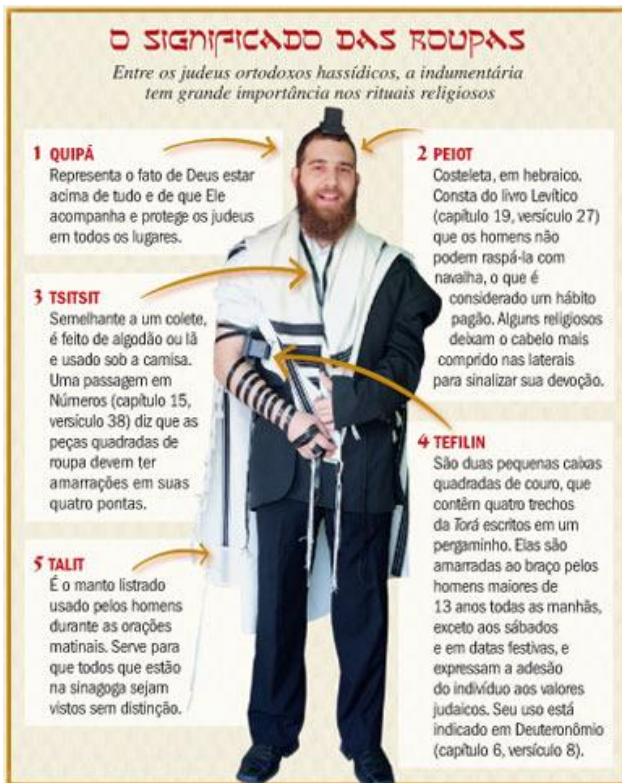 O SIGNIFICADO DAS ROUPAS
Entre os judeus ortodoxos hassídicos, a indumentária
tem grande importância nos rituais religiosos
1 QUIPÁ
Representa o fato de Deus estar
acima de tudo e de que Ele
acompanha e protege os judeus
em todos os lugares.
2 PEIOT
Costeleta, em hebraico.
Consta do livro Levítico
(capítulo 19, versículo 27)
que os homens não
podem raspá-la com
navalha, o que é
considerado um hábito
pagão. Alguns religiosos
deixam o cabelo mais
comprido nas laterais
para sinalizar sua devoção.
3 TSITSIT
Semelhante a um colete,
é feito de algodão ou lã
e usado sob a camisa.
Uma passagem em
Números (capítulo 15,
versículo 38) diz que as
peças quadradas de
roupa devem ter
amarrações em suas
quatro pontas.
4 TEFILIN
São duas pequenas caixas
quadradas de couro, que
contêm quatro trechos
da Torá escritos em um
pergaminho. Elas são
amarradas ao braço pelos
homens maiores de
13 anos todas as manhãs,
exceto aos sábados
e em datas festivas, e
expressam a adesão
do indivíduo aos valores
judaicos. Seu uso está
indicado em Deuteronômio
(capítulo 6, versículo 8).
5 TALIT
É o manto listrado
usado pelos homens
durante as orações
matinais. Serve para
que todos que estão
na sinagoga sejam
vistos sem distinção.